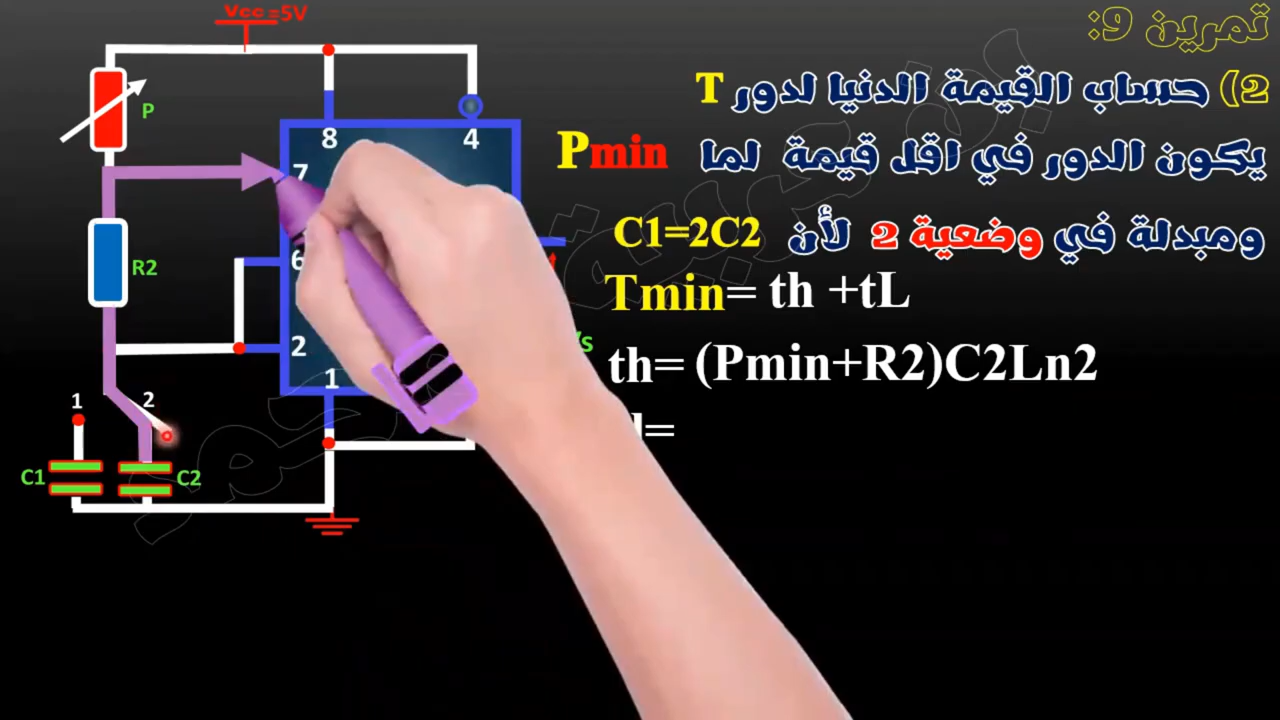 تمرين 9:
2) حساب القيمة الدنيا لدور T
يكون الدور في اقل قيمة لما Pmin
ومبدلة في وضعية 2 لأن C1=2C2
Tmin= th +tL
th= (Pmin+R2)C2Ln2
=
Vcc =5V
P
8
4
7
R2
6
2
1
1
2
C1
C2